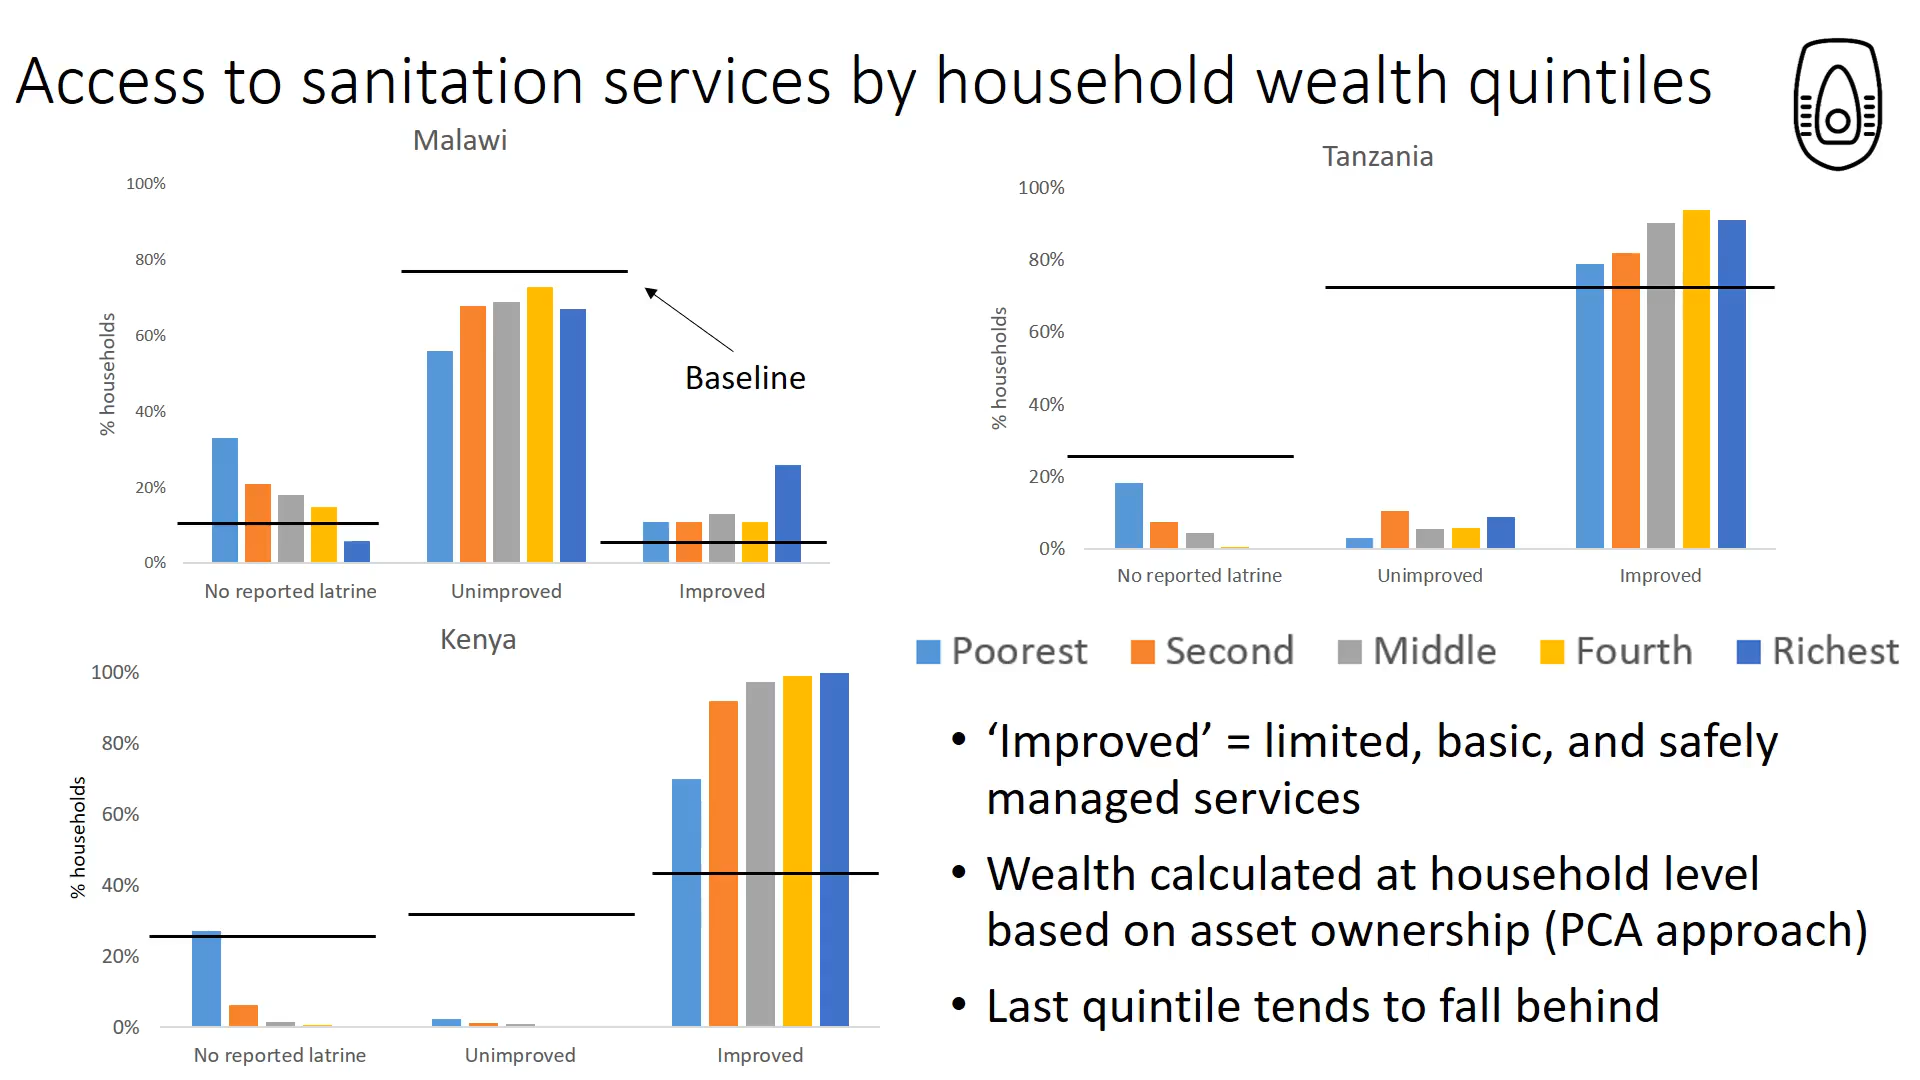 Access to sanitation services by household wealth quintiles
Malawi
100%
80%
60%
40%
20%
0%
% households
Baseline
No reported latrine
Unimproved
Improved
Tanzania
100%
80%
60%
40%
20%
0%
% households
No reported latrine
Unimproved
Improved
Kenya
100%
80%
60%
40%
20%
0%
% households
No reported latrine
Unimproved
Improved
Poorest Second Middle Fourth Richest
• ‘Improved’ = limited, basic, and safely
managed services
• Wealth calculated at household level
based on asset ownership (PCA approach)
• Last quintile tends to fall behind